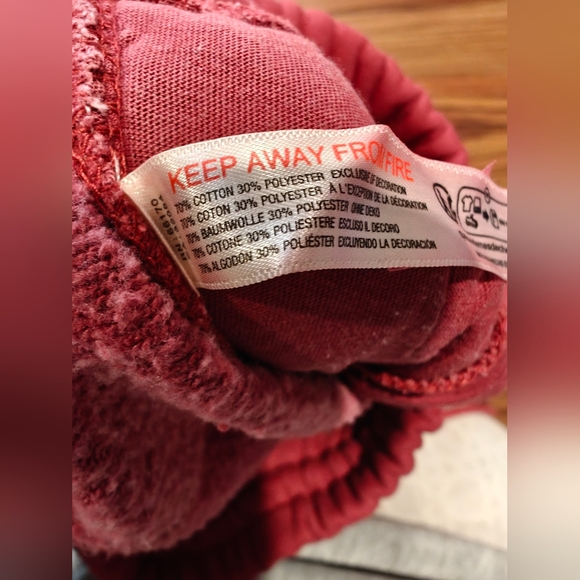 KEEP AWAY FROM FIRE
70% COTTON 30% POLYESTER EXCLUSIVE OF DECORATION
70% COTON 30% POLYESTER À L'EXCEPTION DE LA DÉCORATION
70% BAUMWOLLE 30% POLYESTER OHNE DEKO
70% COTONE 30% POLIESTERE ESCLUSO IL DECORO
70% ALGODON 30% POLIÉSTER EXCLUYENDO LA DECORACIÓN